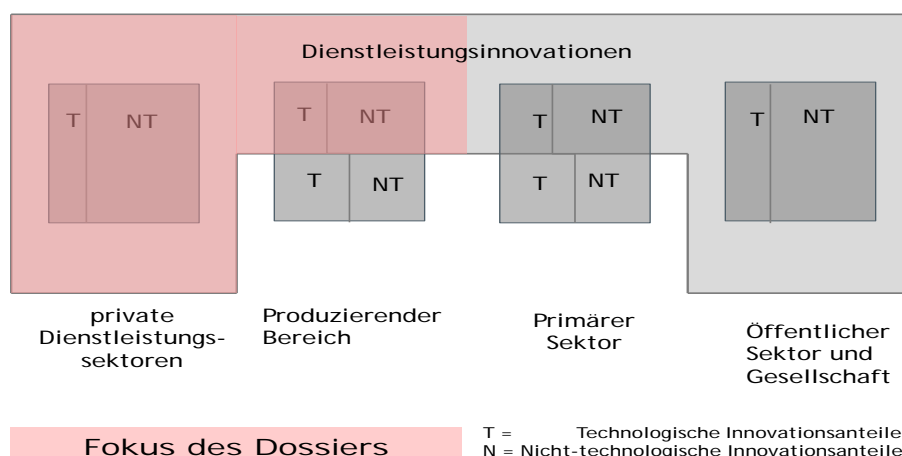 Dienstleistungsinnovationen
T NT
T NT
T NT
T NT
T NT
T NT
private
Dienstleistungs-
sektoren
Produzierender
Bereich
Primärer
Sektor
Öffentlicher
Sektor und
Gesellschaft
Fokus des Dossiers
T = Technologische Innovationsanteile
N = Nicht-technologische Innovationsanteile